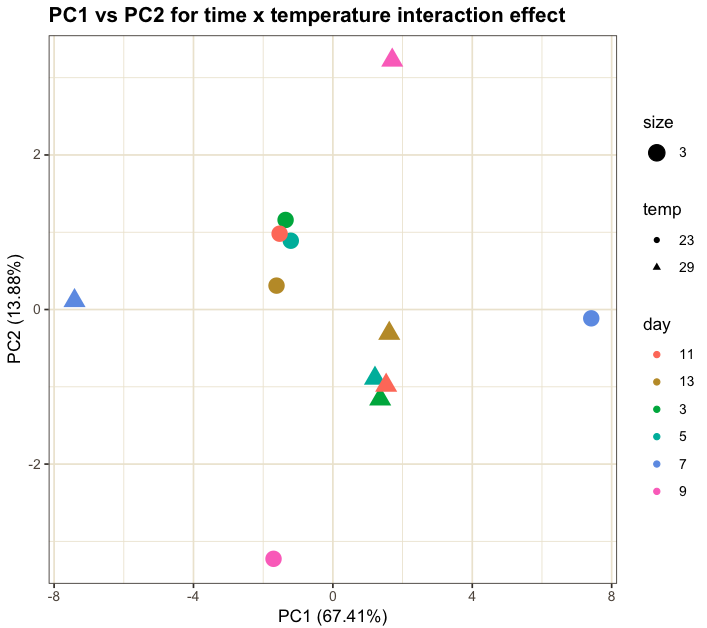 PC1 vs PC2 for time x temperature interaction effect
PC2 (13.88%)
2
0
-2
-8
-4
0
4
8
PC1 (67.41%)
size
3
temp
23
29
day
11
13
3
5
7
9